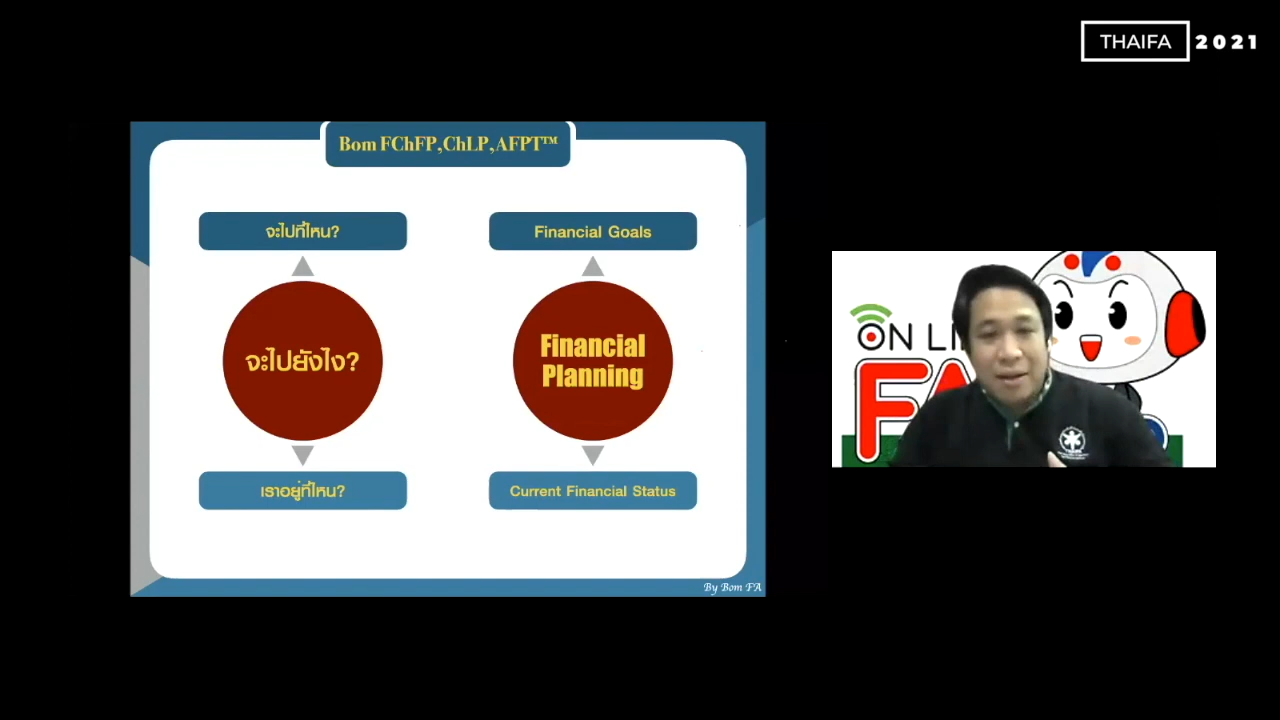 THAIFA 2021
Bom FChFP,ChLP,AFPT™
จะไปที่ไหน?
Financial Goals
จะไปยังไง?
Financial
Planning
เราอยู่ที่ไหน?
Current Financial Status
By Bom FA
ON LI
FA